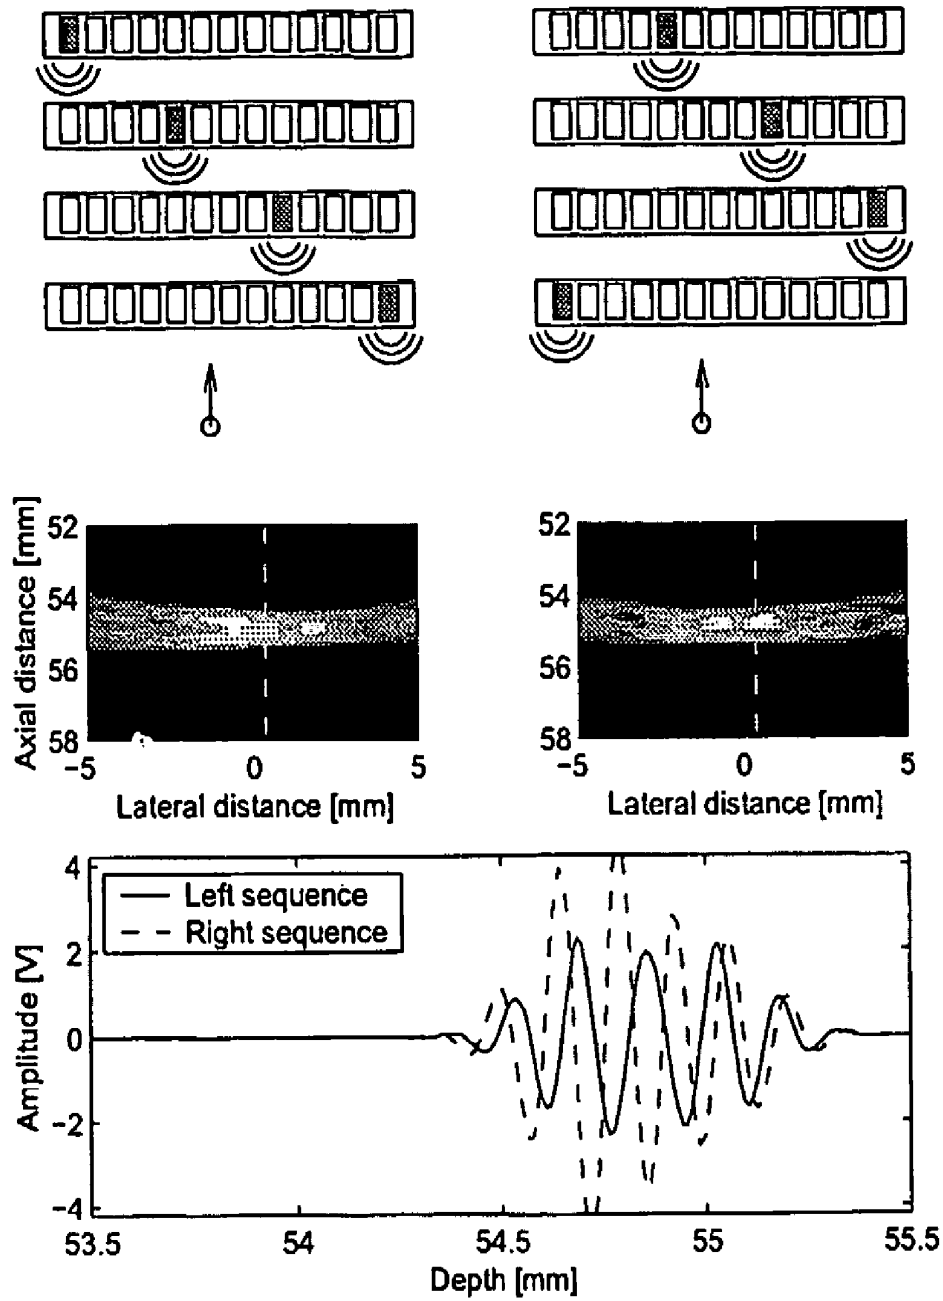 52
54
56
58
Axial distance [mm]
-5 0 5
Lateral distance [mm]
52
54
56
58
-5 0 5
Lateral distance [mm]
4
2
0
-2
-4
Amplitude [V]
Left sequence
Right sequence
53.5 54 54.5 55 55.5
Depth [mm]